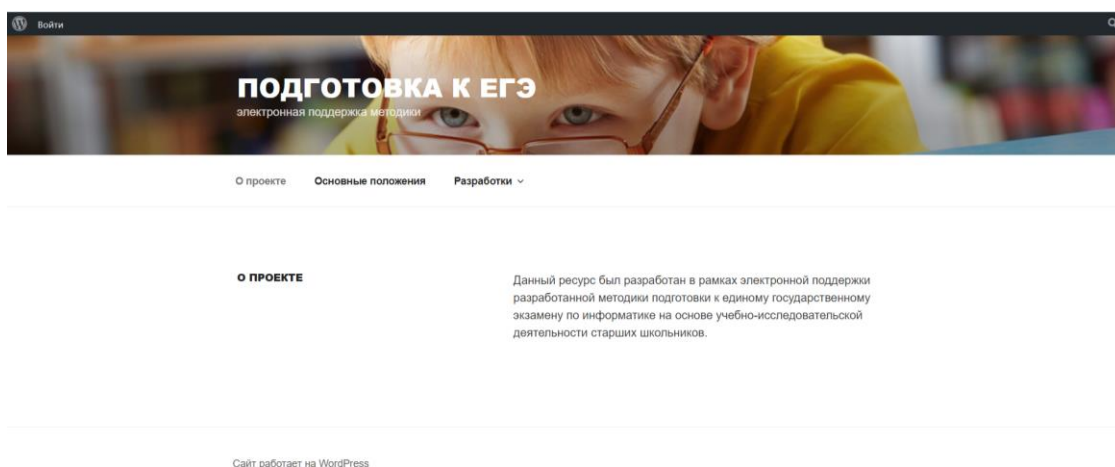 Войти
ПОДГОТОВКА К ЕГЭ
электронная поддержка методики
О проекте Основные положения Разработки
О ПРОЕКТЕ
Данный ресурс был разработан в рамках электронной поддержки
разработанной методики подготовки к единому государственному
экзамену по информатике на основе учебно-исследовательской
деятельности старших школьников.
Сайт работает на WordPress